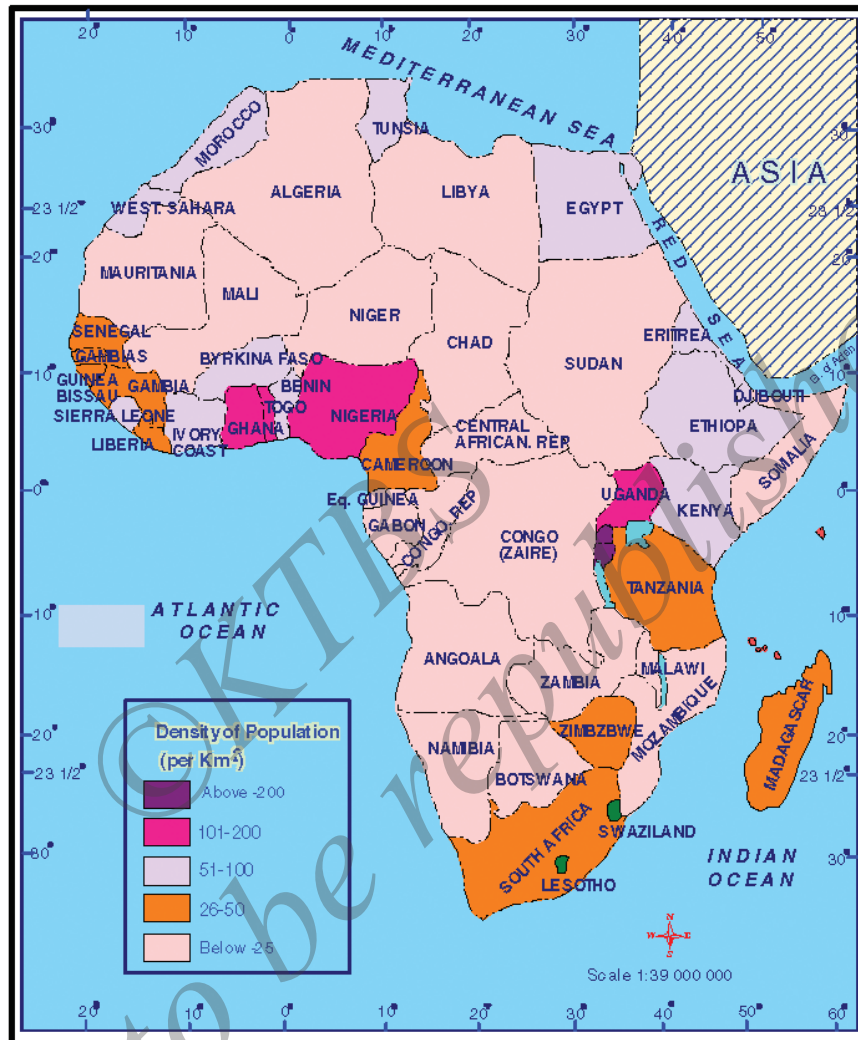 20° 10° 0° 10° 20° 30° 40° 50°
MEDITERRANEAN SEA
30° 30°
MOROCCO
TUNSIA
ASIA
ALGERIA
LIBYA
EGYPT
WEST. SAHARA
23 1/2° 23 1/2°
RED SEA
20° 20°
MAURITANIA
MALI
NIGER
CHAD
SUDAN
ERITREA
SENEGAL
GAMBIAS
BYRKINA FASO
G. of Aden
10° 10°
GUINEA
BISSAU
GAMBIA
BENIN
DJIBOUTI
SIERRA LEONE
TOGO
NIGERIA
ETHIOPA
IVORY
COAST
GHANA
CENTRAL
AFRICAN. REP
LIBERIA
CAMEROON
SOMALIA
0° 0°
Eq. GUINEA
UGANDA
KENYA
GABON
CONGO REP
CONGO
(ZAIRE)
TANZANIA
ATLANTIC
OCEAN
10° 10°
ANGOALA
ZAMBIA
MALAWI
MOZAMBIQUE
ZIMBZBWE
MADAGASCAR
20° 20°
NAMIBIA
23 1/2° 23 1/2°
BOTSWANA
SOUTH AFRICA
SWAZILAND
LESOTHO
30° 30°
INDIAN
OCEAN
Density of Population
(per Km²)
Above -200
101-200
51-100
26-50
Below -25
N
W E
S
Scale 1:39 000 000
20° 10° 0° 10° 20° 30° 40° 50° 60°
©KTBS
to be republished